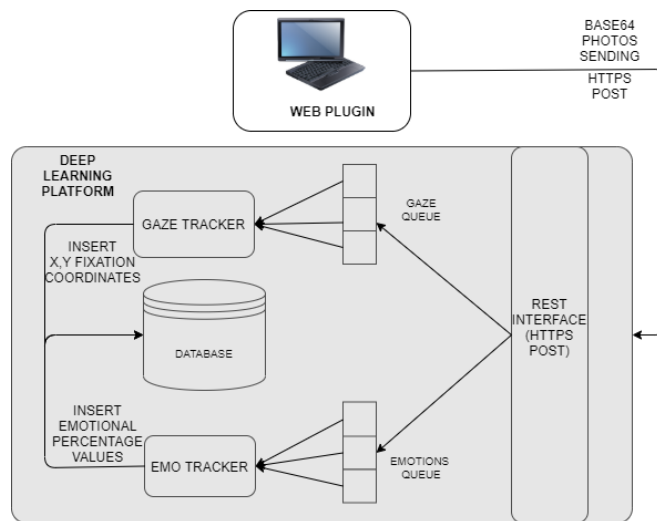 BASE64
PHOTOS
SENDING
HTTPS
POST
WEB PLUGIN
DEEP
LEARNING
PLATFORM
GAZE TRACKER
GAZE
QUEUE
INSERT
X,Y FIXATION
COORDINATES
REST
INTERFACE
(HTTPS
POST)
DATABASE
INSERT
EMOTIONAL
PERCENTAGE
VALUES
EMO TRACKER
EMOTIONS
QUEUE